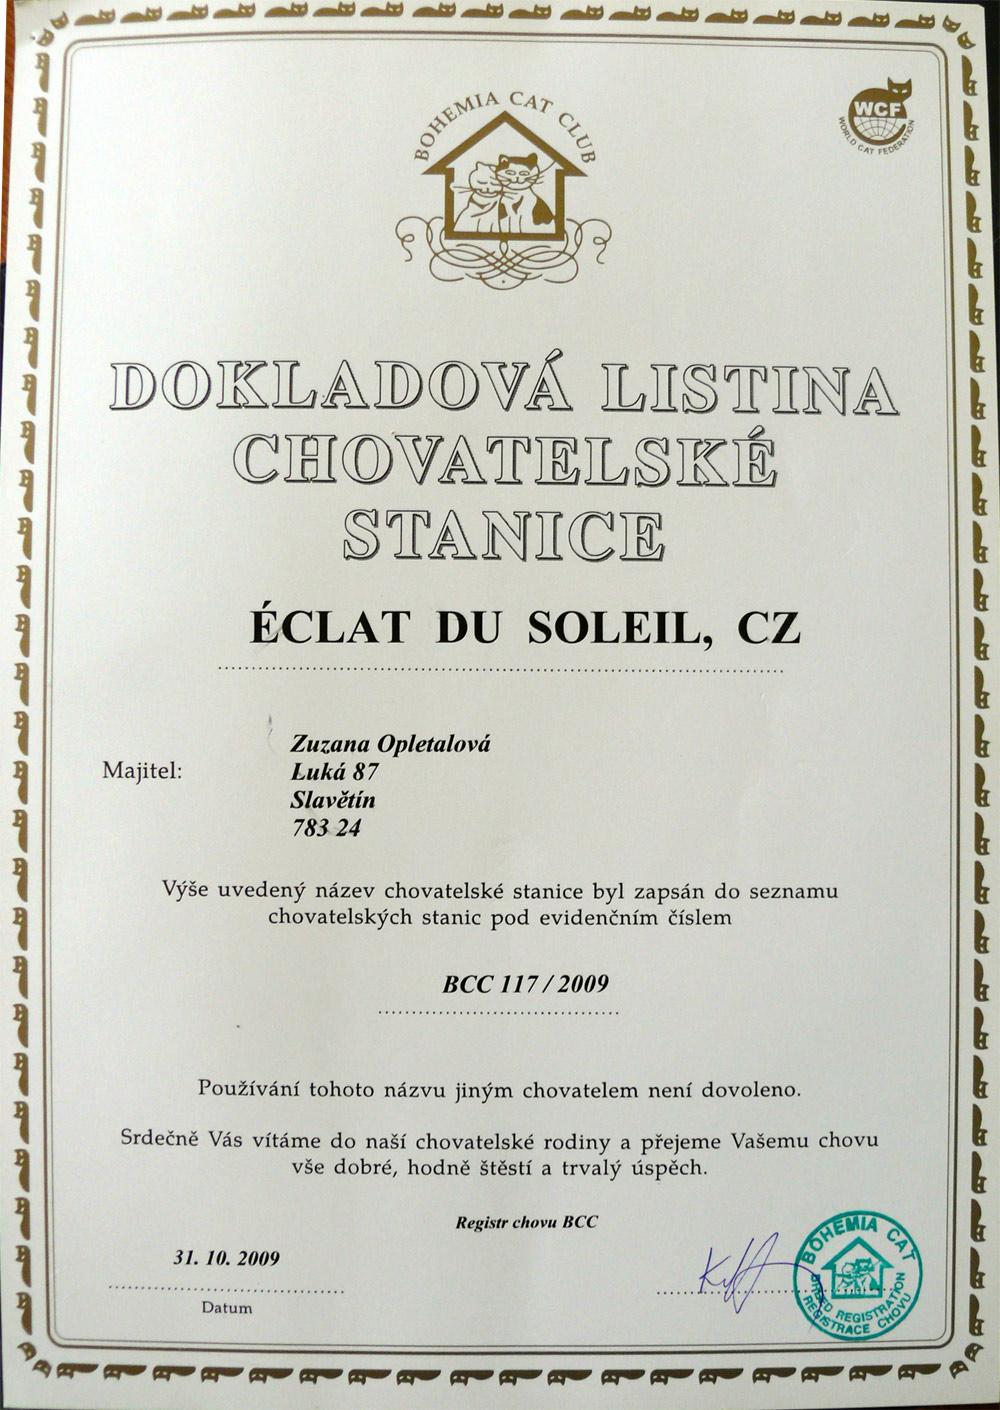 BOHEMIA CAT CLUB
WCF
WORLD CAT FEDERATION
DOKLADOVÁ LISTINA
CHOVATELSKÉ
STANICE
ÉCLAT DU SOLEIL, CZ
Zuzana Opletalová
Majitel: Luká 87
Slavětín
783 24
Výše uvedený název chovatelské stanice byl zapsán do seznamu
chovatelských stanic pod evidenčním číslem
BCC 117 / 2009
Používání tohoto názvu jiným chovatelem není dovoleno.
Srdečně Vás vítáme do naší chovatelské rodiny a přejeme Vašemu chovu
vše dobré, hodně štěstí a trvalý úspěch.
Registr chovu BCC
31. 10. 2009
Datum
BOHEMIA CAT
BREED REGISTRATION
REGISTRACE CHOVU